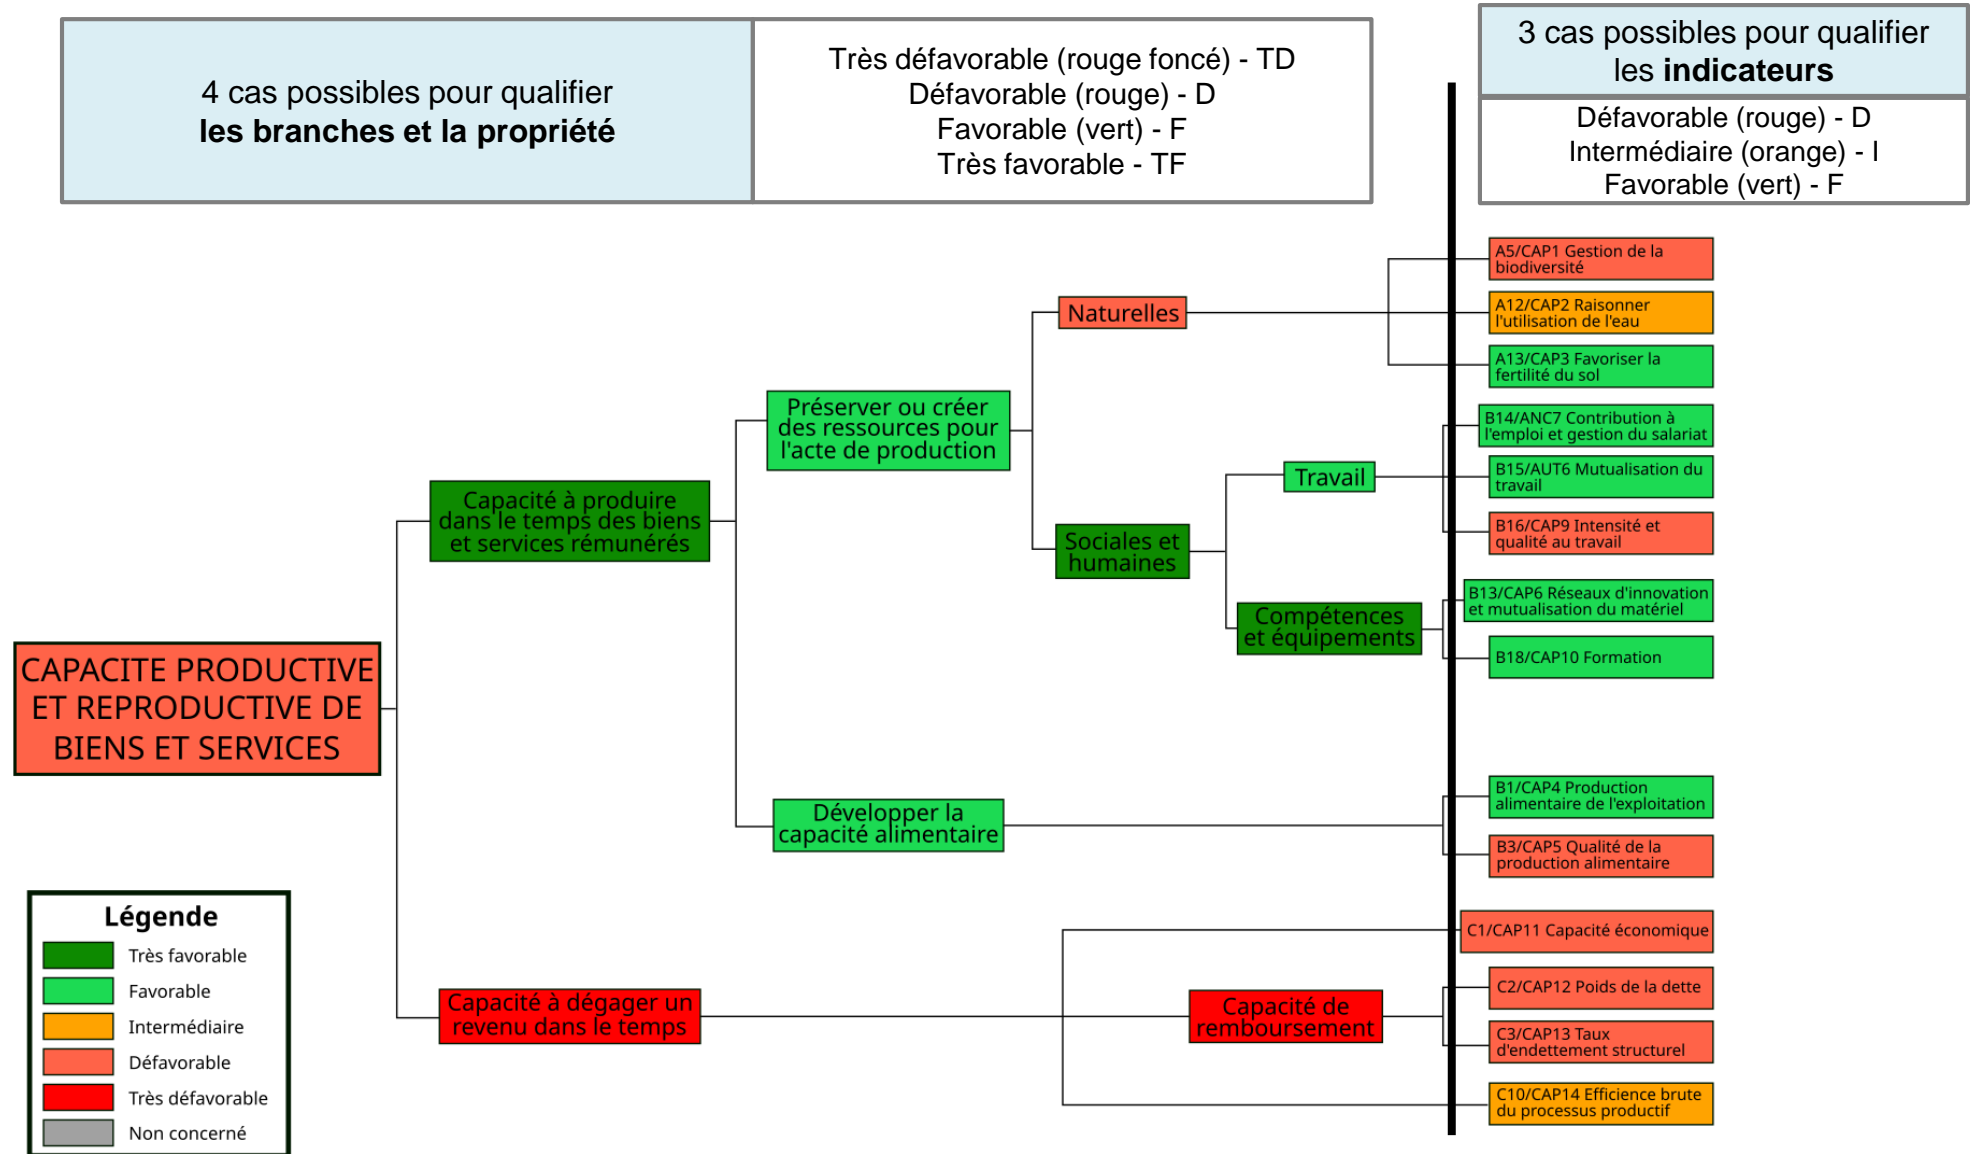 4 cas possibles pour qualifier
les branches et la propriété
Très défavorable (rouge foncé) - TD
Défavorable (rouge) - D
Favorable (vert) - F
Très favorable - TF
3 cas possibles pour qualifier
les indicateurs
Défavorable (rouge) - D
Intermédiaire (orange) - I
Favorable (vert) - F
CAPACITE PRODUCTIVE
ET REPRODUCTIVE DE
BIENS ET SERVICES
Capacité à produire
dans le temps des biens
et services rémunérés
Préserver ou créer
des ressources pour
l'acte de production
Naturelles
A5/CAP1 Gestion de la
biodiversité
A12/CAP2 Raisonner
l'utilisation de l'eau
A13/CAP3 Favoriser la
fertilité du sol
Sociales et
humaines
Travail
B14/ANC7 Contribution à
l'emploi et gestion du salariat
B15/AUT6 Mutualisation du
travail
B16/CAP9 Intensité et
qualité au travail
Compétences
et équipements
B13/CAP6 Réseaux d'innovation
et mutualisation du matériel
B18/CAP10 Formation
Développer la
capacité alimentaire
B1/CAP4 Production
alimentaire de l'exploitation
B3/CAP5 Qualité de la
production alimentaire
Capacité à dégager un
revenu dans le temps
C1/CAP11 Capacité économique
Capacité de
remboursement
C2/CAP12 Poids de la dette
C3/CAP13 Taux
d'endettement structurel
C10/CAP14 Efficience brute
du processus productif
Légende
Très favorable
Favorable
Intermédiaire
Défavorable
Très défavorable
Non concerné